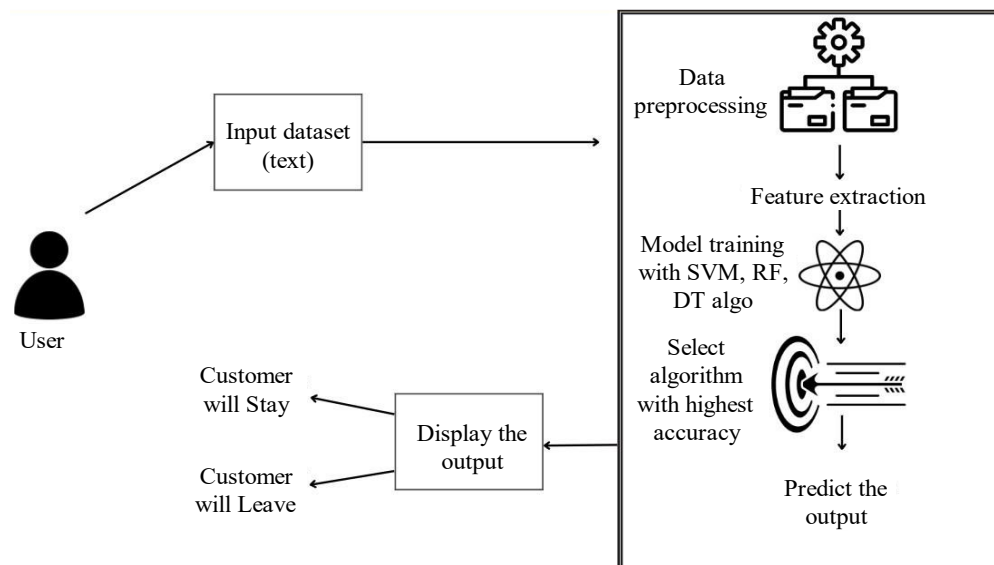 User
Input dataset
(text)
Data
preprocessing
Feature extraction
Model training
with SVM, RF,
DT algo
Select
algorithm
with highest
accuracy
Predict the
output
Display the
output
Customer
will Stay
Customer
will Leave